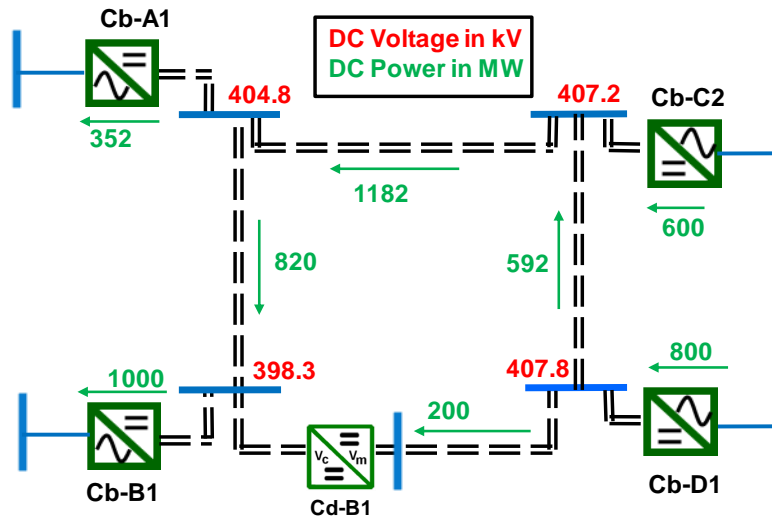 Cb-A1
DC Voltage in kV
DC Power in MW
404.8
407.2
Cb-C2
352
1182
600
820
592
1000
398.3
407.8
800
200
Vc
Vm
Cb-B1
Cd-B1
Cb-D1